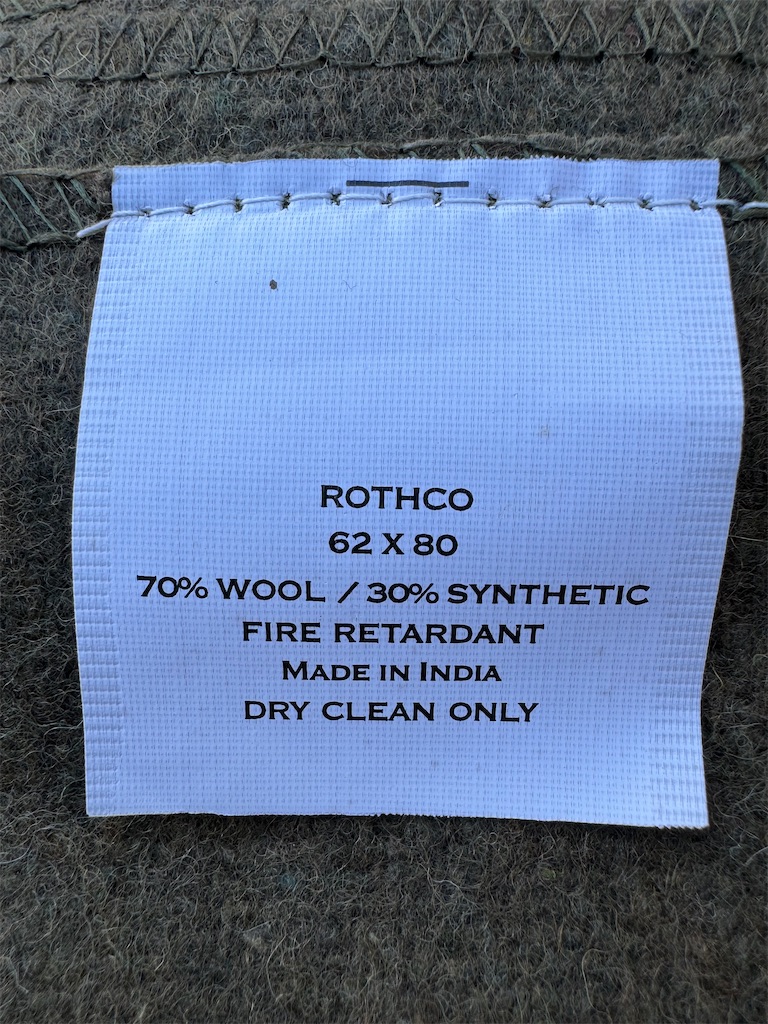 ROTHCO
62 X 80
70% WOOL / 30% SYNTHETIC
FIRE RETARDANT
MADE IN INDIA
DRY CLEAN ONLY